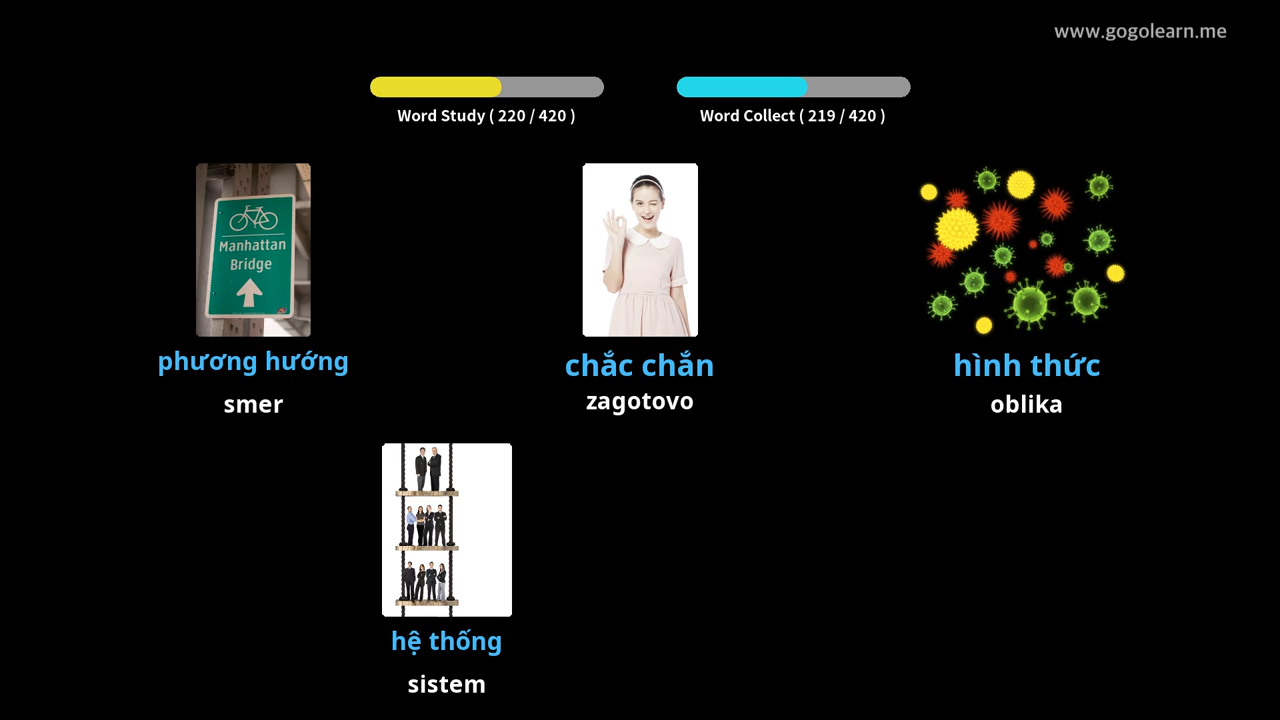 www.gogolearn.me
Word Study ( 220 / 420 )
Word Collect ( 219 / 420 )
Manhattan
Bridge
phương hướng
smer
chắc chắn
zagotovo
hình thức
oblika
hệ thống
sistem